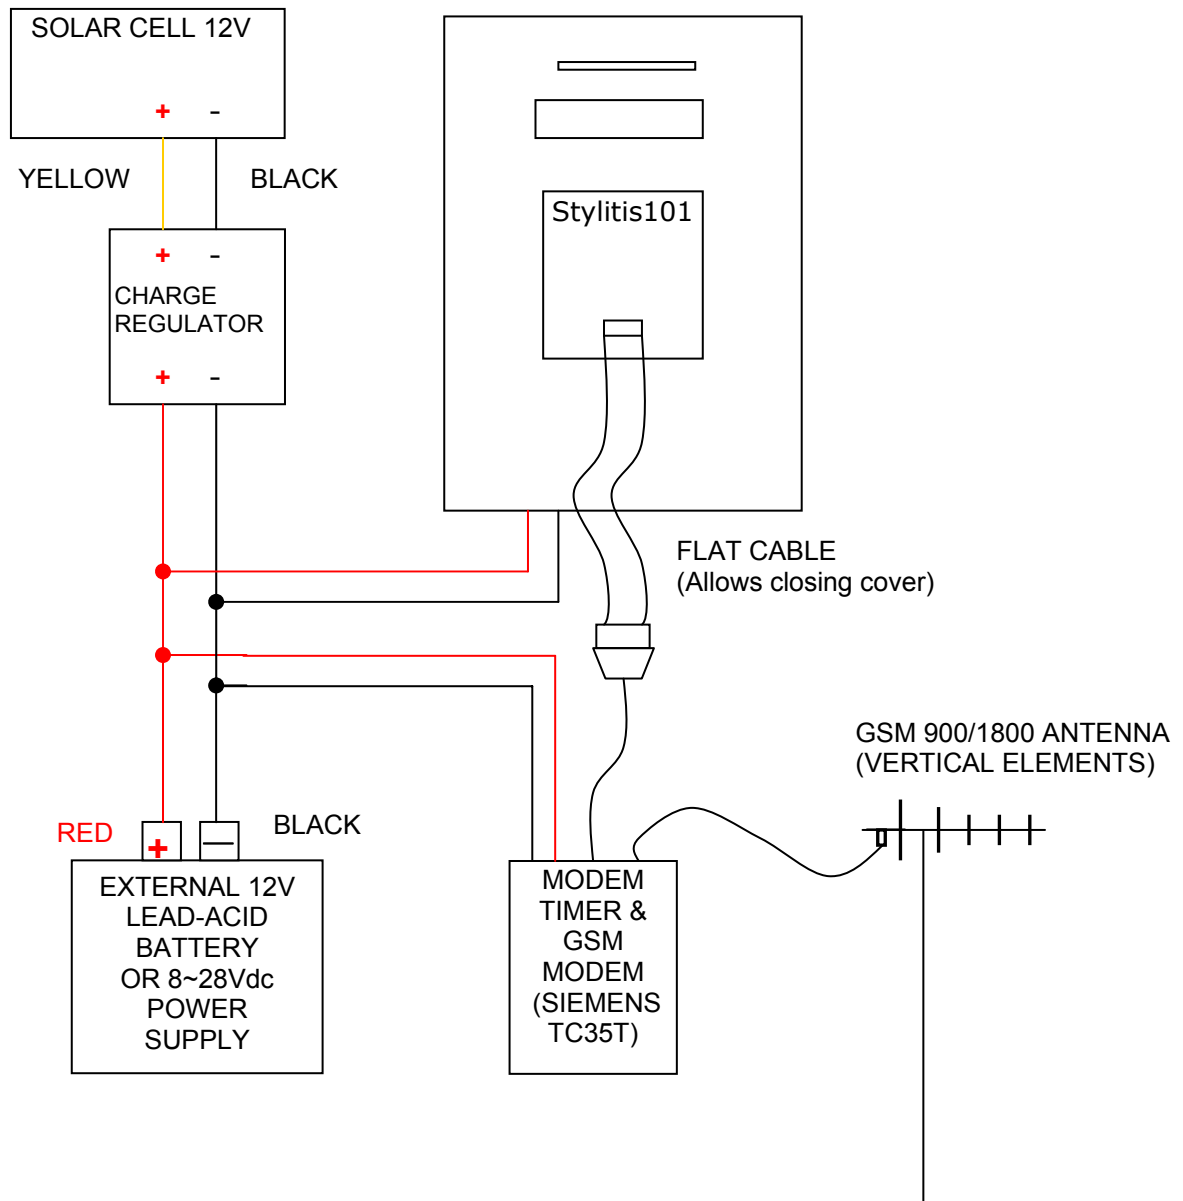 SOLAR CELL 12V
+ -
YELLOW
BLACK
+ -
CHARGE
REGULATOR
+ -
Stylitis101
FLAT CABLE
(Allows closing cover)
GSM 900/1800 ANTENNA
(VERTICAL ELEMENTS)
RED
+
BLACK
EXTERNAL 12V
LEAD-ACID
BATTERY
OR 8~28Vdc
POWER
SUPPLY
MODEM
TIMER &
GSM
MODEM
(SIEMENS
TC35T)